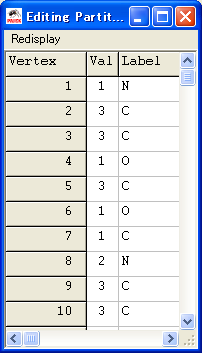 Editing Partit...
Redisplay
Vertex Val Label
1 1 N
2 3 C
3 3 C
4 1 O
5 3 C
6 1 O
7 1 C
8 2 N
9 3 C
10 3 C